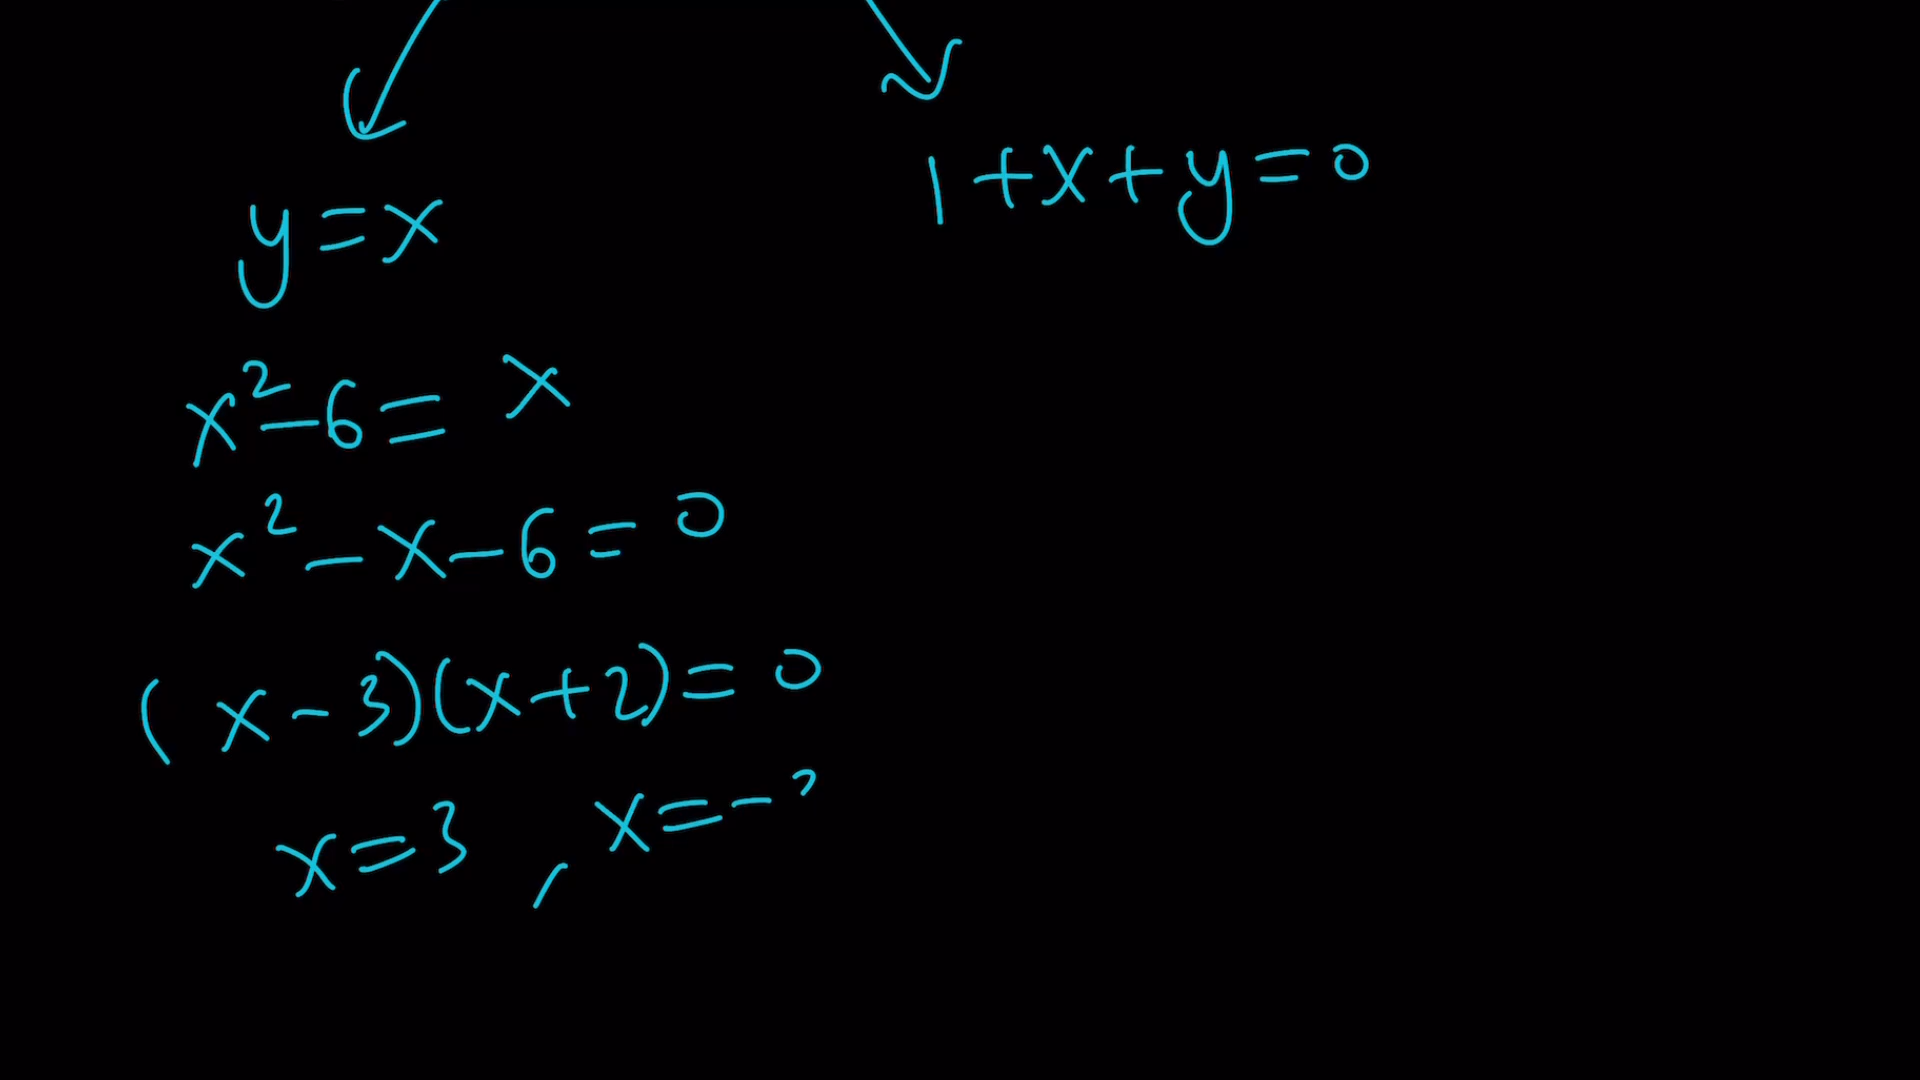 y=x
x²-6=x
x²-x-6=0
(x-3)(x+2)=0
x=3, x=-
1+x+y=0